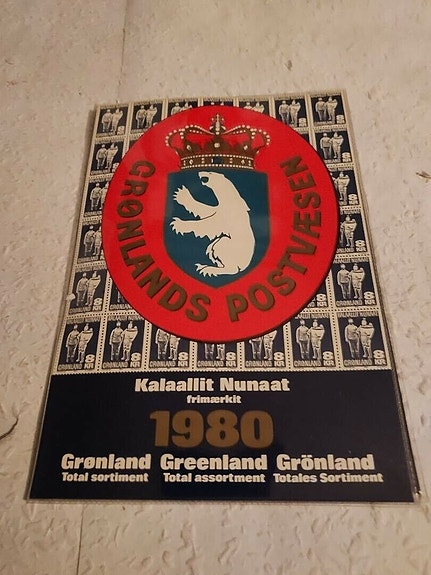 GRØNLANDS POSTVÆSEN
Kalaallit Nunaat
frimærkit
1980
Grønland Greenland Grönland
Total sortiment Total assortment Totales Sortiment